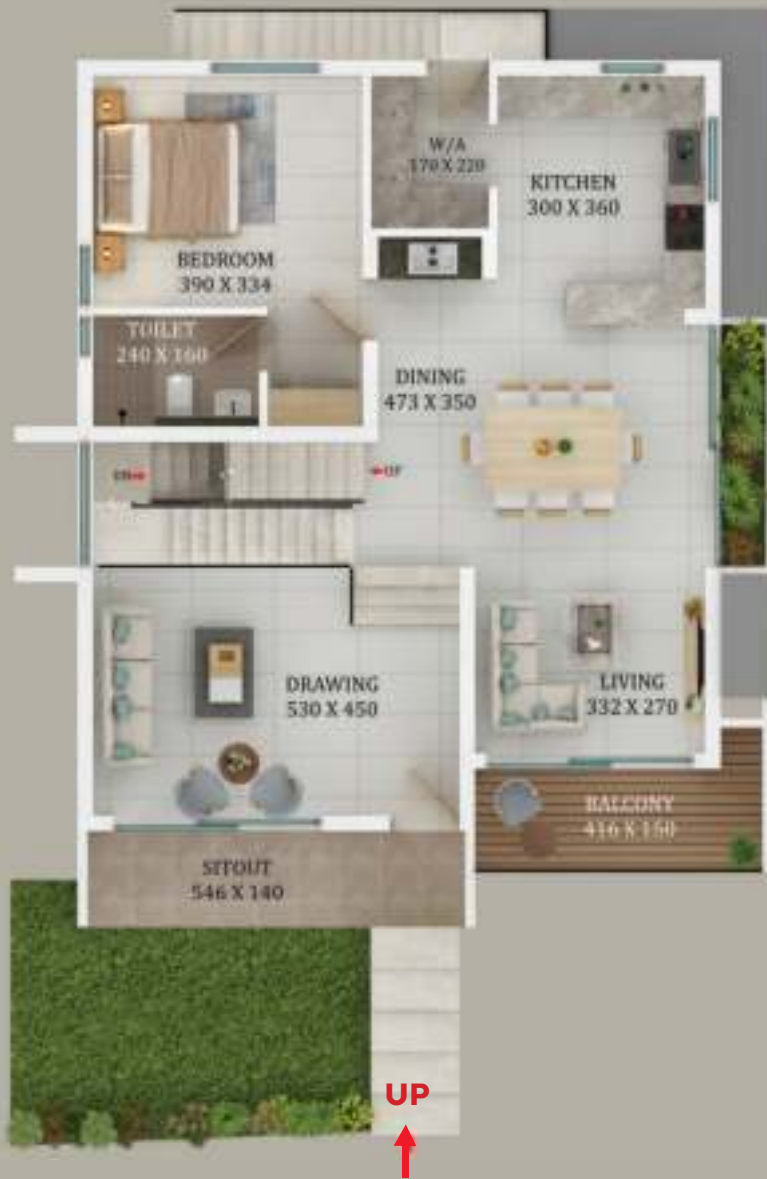 W/A
170 X 220
KITCHEN
300 X 360
BEDROOM
390 X 334
TOILET
240 X 160
DINING
473 X 350
UP
DRAWING
530 X 450
LIVING
332 X 270
BALCONY
416 X 150
SITOUT
546 X 140
UP